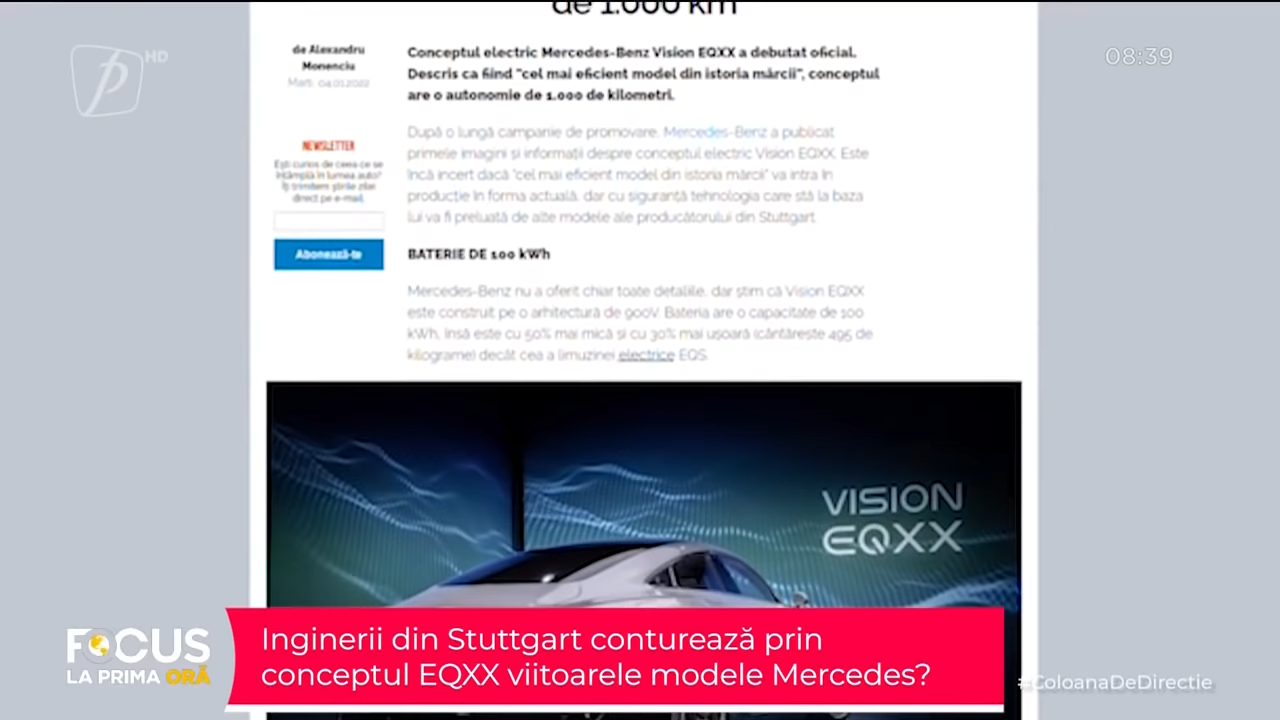 de 1.000 km
HD
08:39
de Alexandru
Monenciu
Marți, 04.01.2022
Conceptul electric Mercedes-Benz Vision EQXX a debutat oficial.
Descris ca fiind "cel mai eficient model din istoria mărcii", conceptul
are o autonomie de 1.000 de kilometri.
NEWSLETTER
Ești curios de ceea ce se
întâmplă în lumea auto?
Îți trimitem știrile zilei
direct pe e-mail.
Abonează-te
După o lungă campanie de promovare, Mercedes-Benz a publicat
primele imagini și informații despre conceptul electric Vision EQXX. Este
încă incert dacă "cel mai eficient model din istoria mărcii" va intra în
producție în forma actuală, dar cu siguranță tehnologia care stă la baza
lui va fi preluată de alte modele ale producătorului din Stuttgart.
BATERIE DE 100 kWh
Mercedes-Benz nu a oferit chiar toate detaliile, dar știm că Vision EQXX
este construit pe o arhitectură de 900V. Bateria are o capacitate de 100
kWh, însă este cu 50% mai mică și cu 30% mai ușoară (cântărește 495 de
kilograme) decât cea a limuzinei electrice EQS.
VISION
EQXX
FOCUS
LA PRIMA ORĂ
Inginerii din Stuttgart conturează prin
conceptul EQXX viitoarele modele Mercedes?
#ColoanaDeDirectie